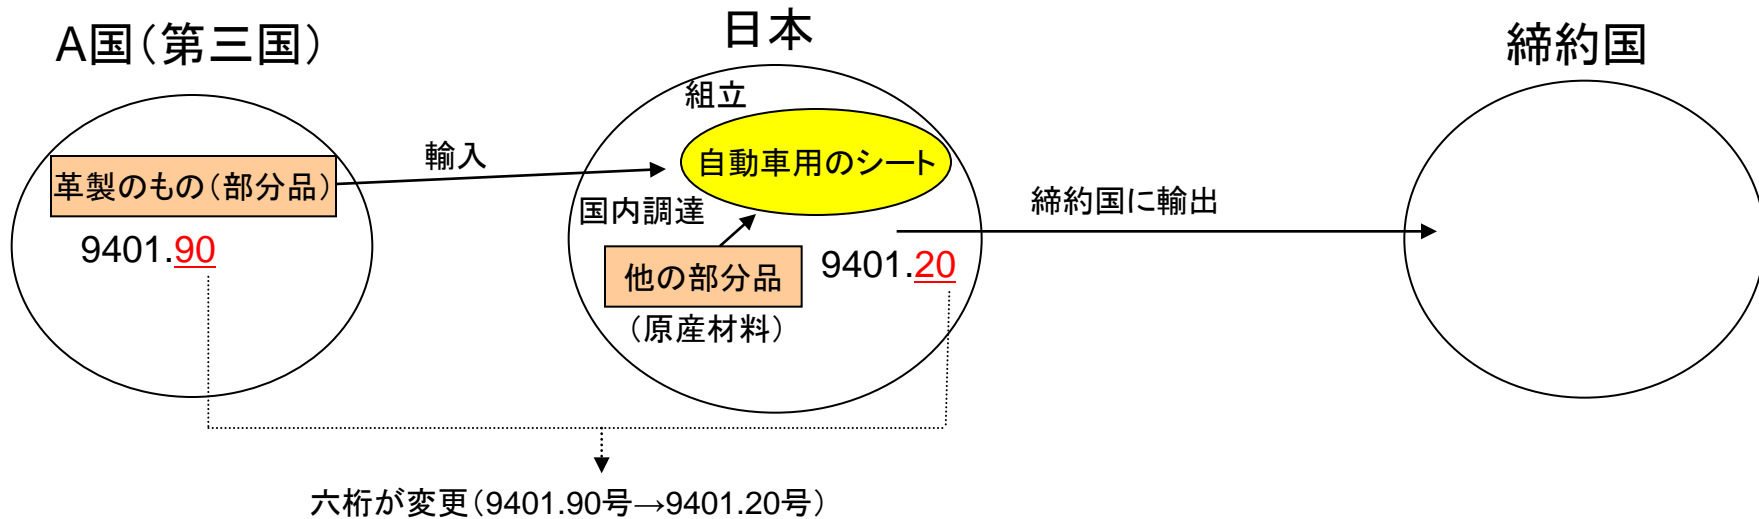 A国（第三国）
日本
締約国
組立
自動車用のシート
輸入
革製のもの（部分品）
国内調達
締約国に輸出
9401.90
他の部分品
9401.20
（原産材料）
六桁が変更（9401.90号→9401.20号）